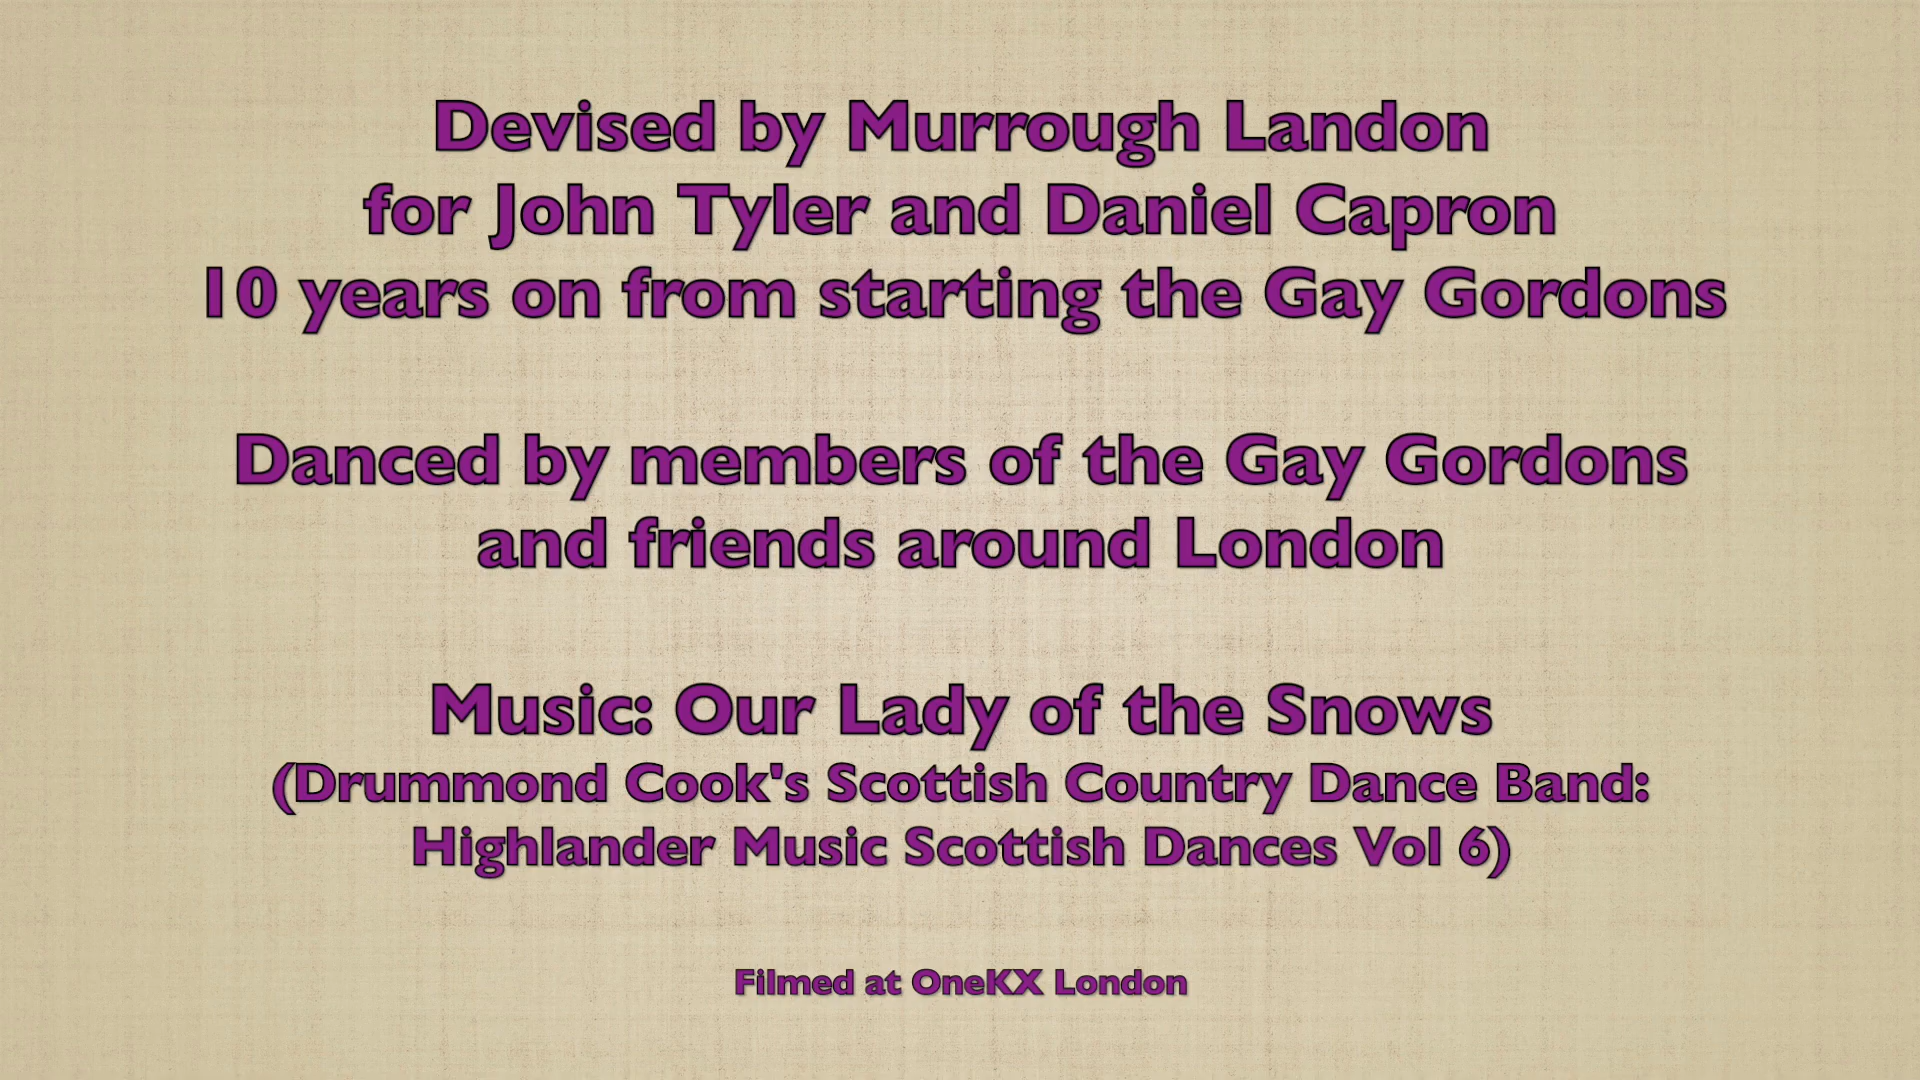 Devised by Murrough Landon
for John Tyler and Daniel Capron
10 years on from starting the Gay Gordons
Danced by members of the Gay Gordons
and friends around London
Music: Our Lady of the Snows
(Drummond Cook's Scottish Country Dance Band:
Highlander Music Scottish Dances Vol 6)
Filmed at OneKX London